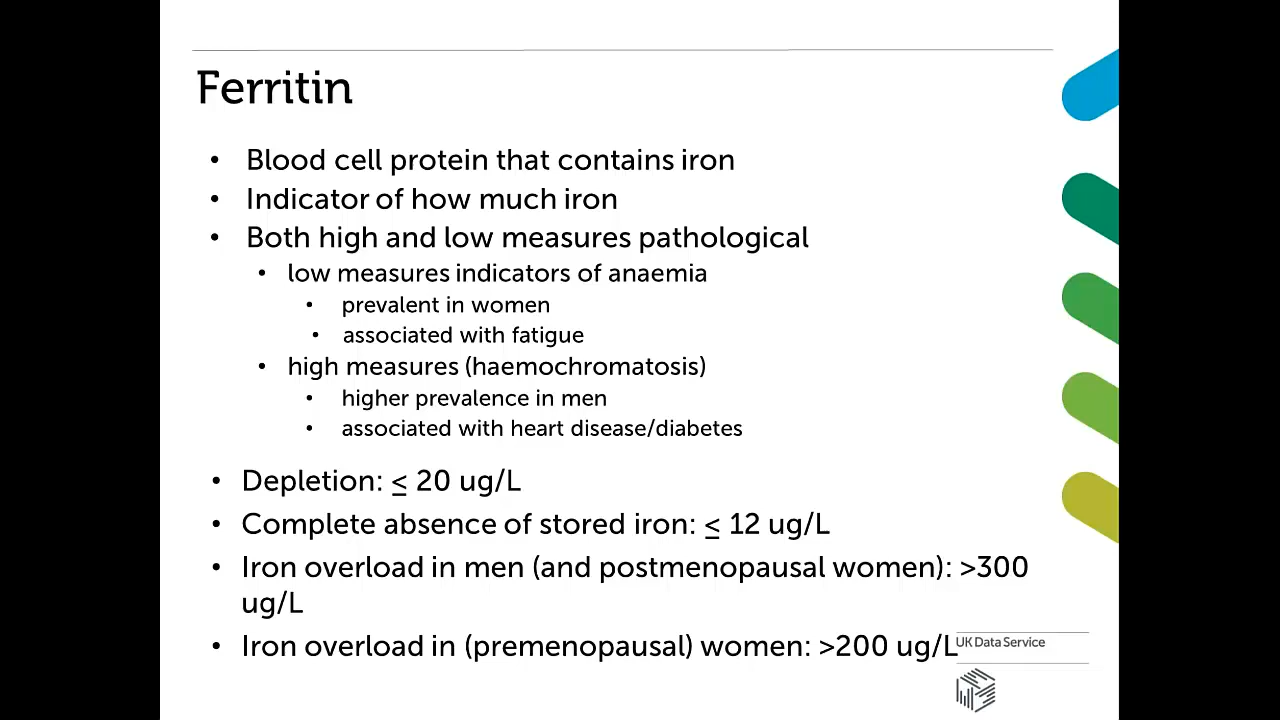 Ferritin
• Blood cell protein that contains iron
• Indicator of how much iron
• Both high and low measures pathological
• low measures indicators of anaemia
• prevalent in women
• associated with fatigue
• high measures (haemochromatosis)
• higher prevalence in men
• associated with heart disease/diabetes
• Depletion: ≤ 20 ug/L
• Complete absence of stored iron: ≤ 12 ug/L
• Iron overload in men (and postmenopausal women): >300
ug/L
• Iron overload in (premenopausal) women: >200 ug/L
UK Data Service